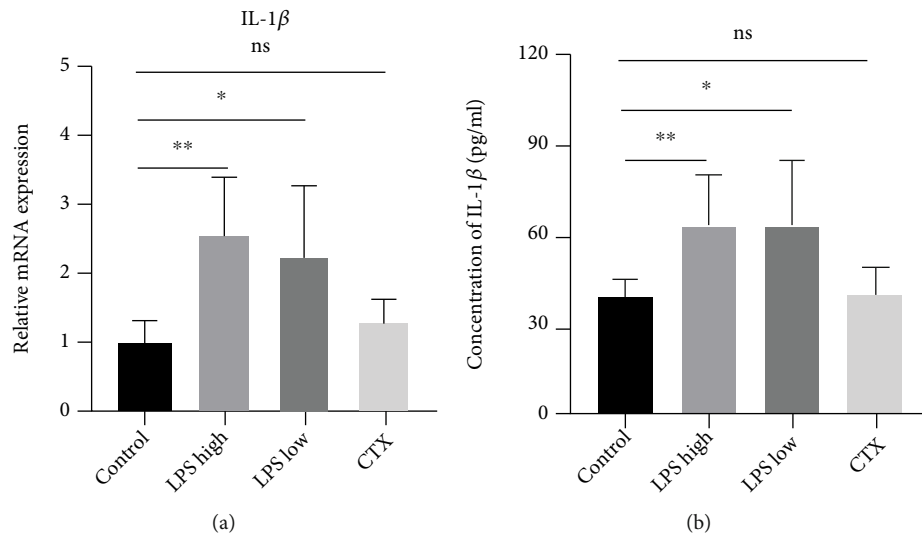 IL-1β
ns
5
*
4
**
3
2
1
0
Relative mRNA expression
Control
LPS high
LPS low
CTX
(a)
ns
120
*
90
**
60
30
0
Concentration of IL-1β (pg/ml)
Control
LPS high
LPS low
CTX
(b)